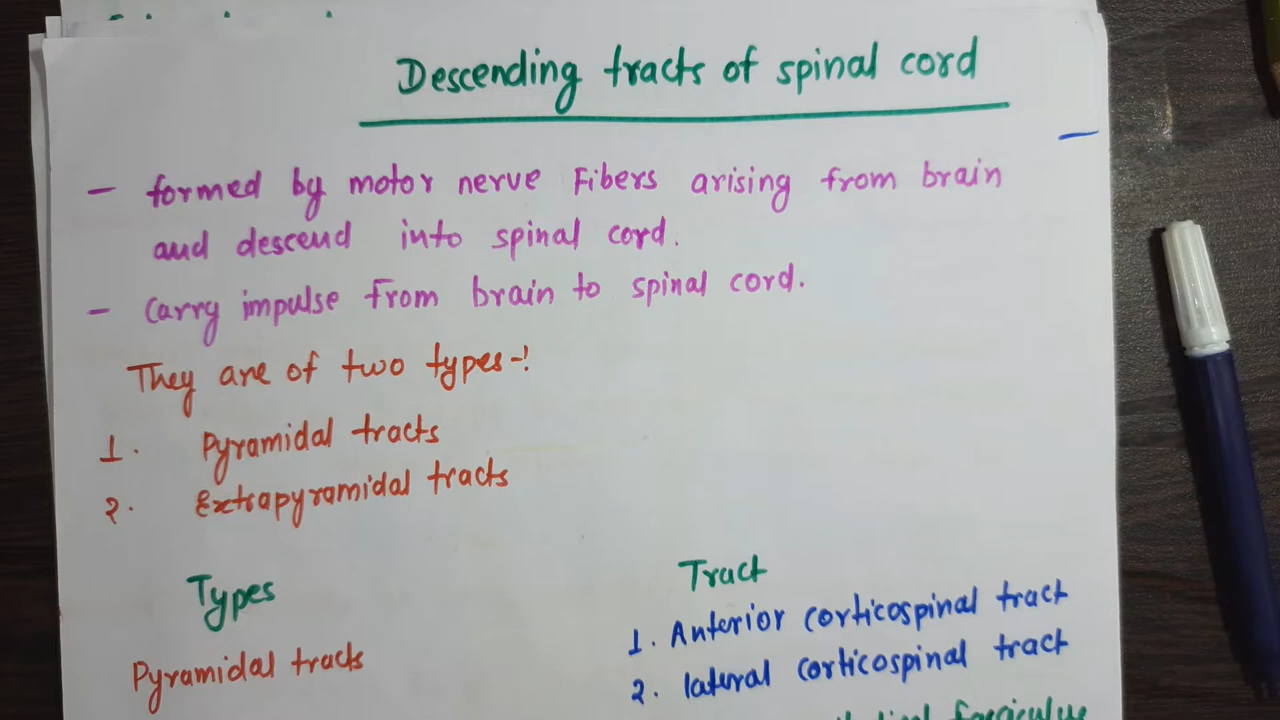 Descending tracts of spinal cord
- formed by motor nerve Fibers arising from brain
and descend into spinal cord.
- Carry impulse from brain to spinal cord.
They are of two types-:
1. Pyramidal tracts
2. Extrapyramidal tracts
Types Tract
1. Anterior corticospinal tract
Pyramidal tracts
2. lateral corticospinal tract
fasciculus